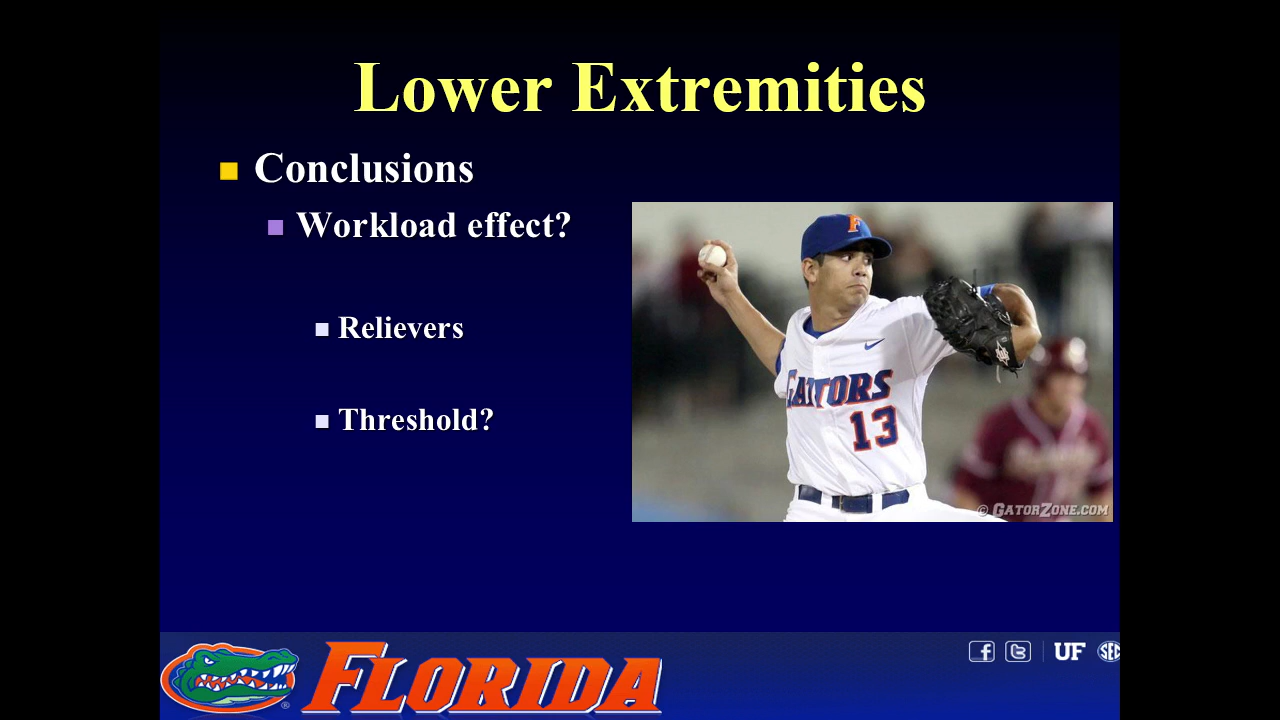 Lower Extremities
Conclusions
Workload effect?
Relievers
Threshold?
F
GATORS
13
© GATORZONE.COM
FLORIDA
®
f
t
UF
SEC